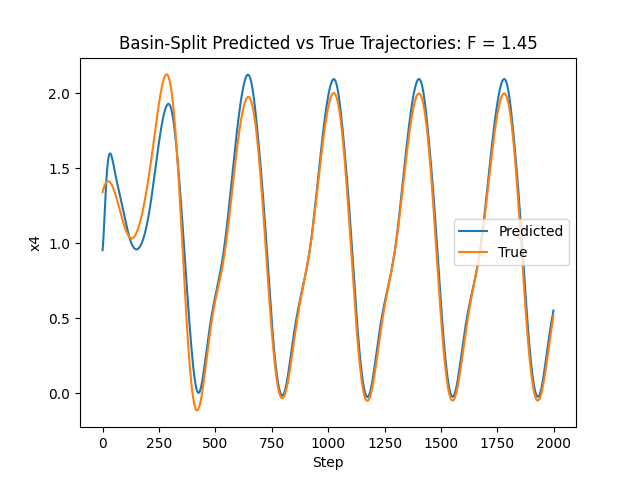 Basin-Split Predicted vs True Trajectories: F = 1.45
x4
2.0
1.5
1.0
0.5
0.0
Predicted
True
0 250 500 750 1000 1250 1500 1750 2000
Step